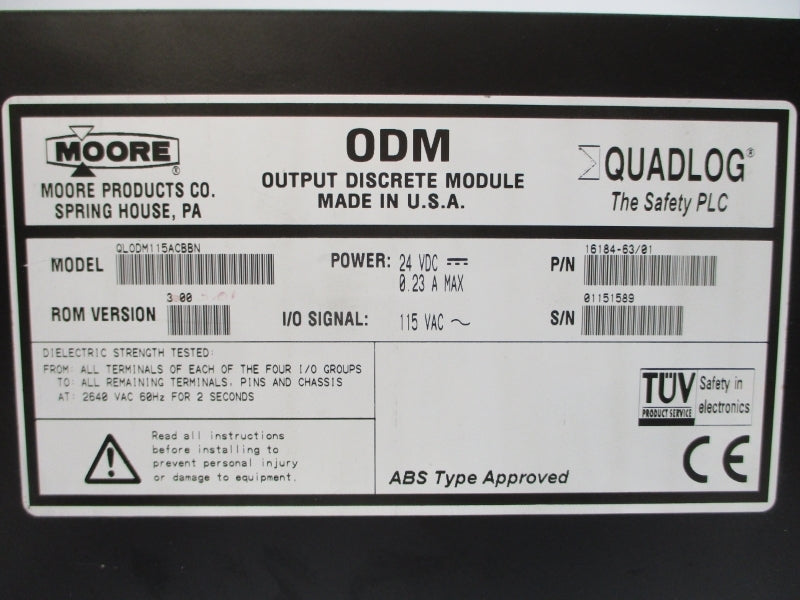 MOORE ®
MOORE PRODUCTS CO.
SPRING HOUSE, PA
ODM
OUTPUT DISCRETE MODULE
MADE IN U.S.A.
QUADLOG®
The Safety PLC
MODEL QLODM115ACBBN
POWER: 24 VDC
0.23 A MAX
P/N 16184-63/01
ROM VERSION 3.00
I/O SIGNAL: 115 VAC ~
S/N 01151589
DIELECTRIC STRENGTH TESTED:
FROM: ALL TERMINALS OF EACH OF THE FOUR I/O GROUPS
TO: ALL REMAINING TERMINALS, PINS AND CHASSIS
AT: 2640 VAC 60Hz FOR 2 SECONDS
Read all instructions
before installing to
prevent personal injury
or damage to equipment.
ABS Type Approved
TÜV
PRODUCT SERVICE
Safety in
electronics
CE